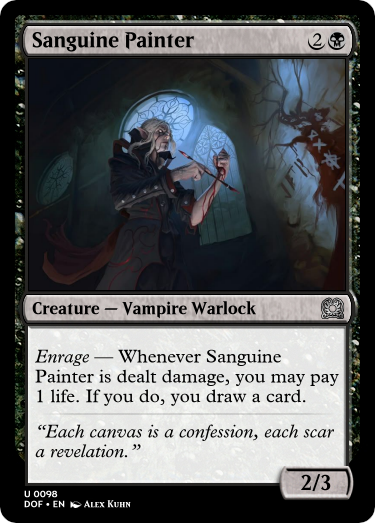 Sanguine Painter 2
Creature — Vampire Warlock
Enrage — Whenever Sanguine
Painter is dealt damage, you may pay
1 life. If you do, you draw a card.
“Each canvas is a confession, each scar
a revelation.”
2/3
U 0098
DOF • EN Alex Kuhn